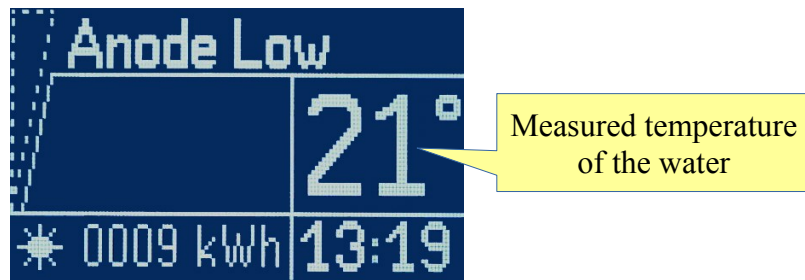 Anode Low
21°
Measured temperature
of the water
0009 kWh
13:19